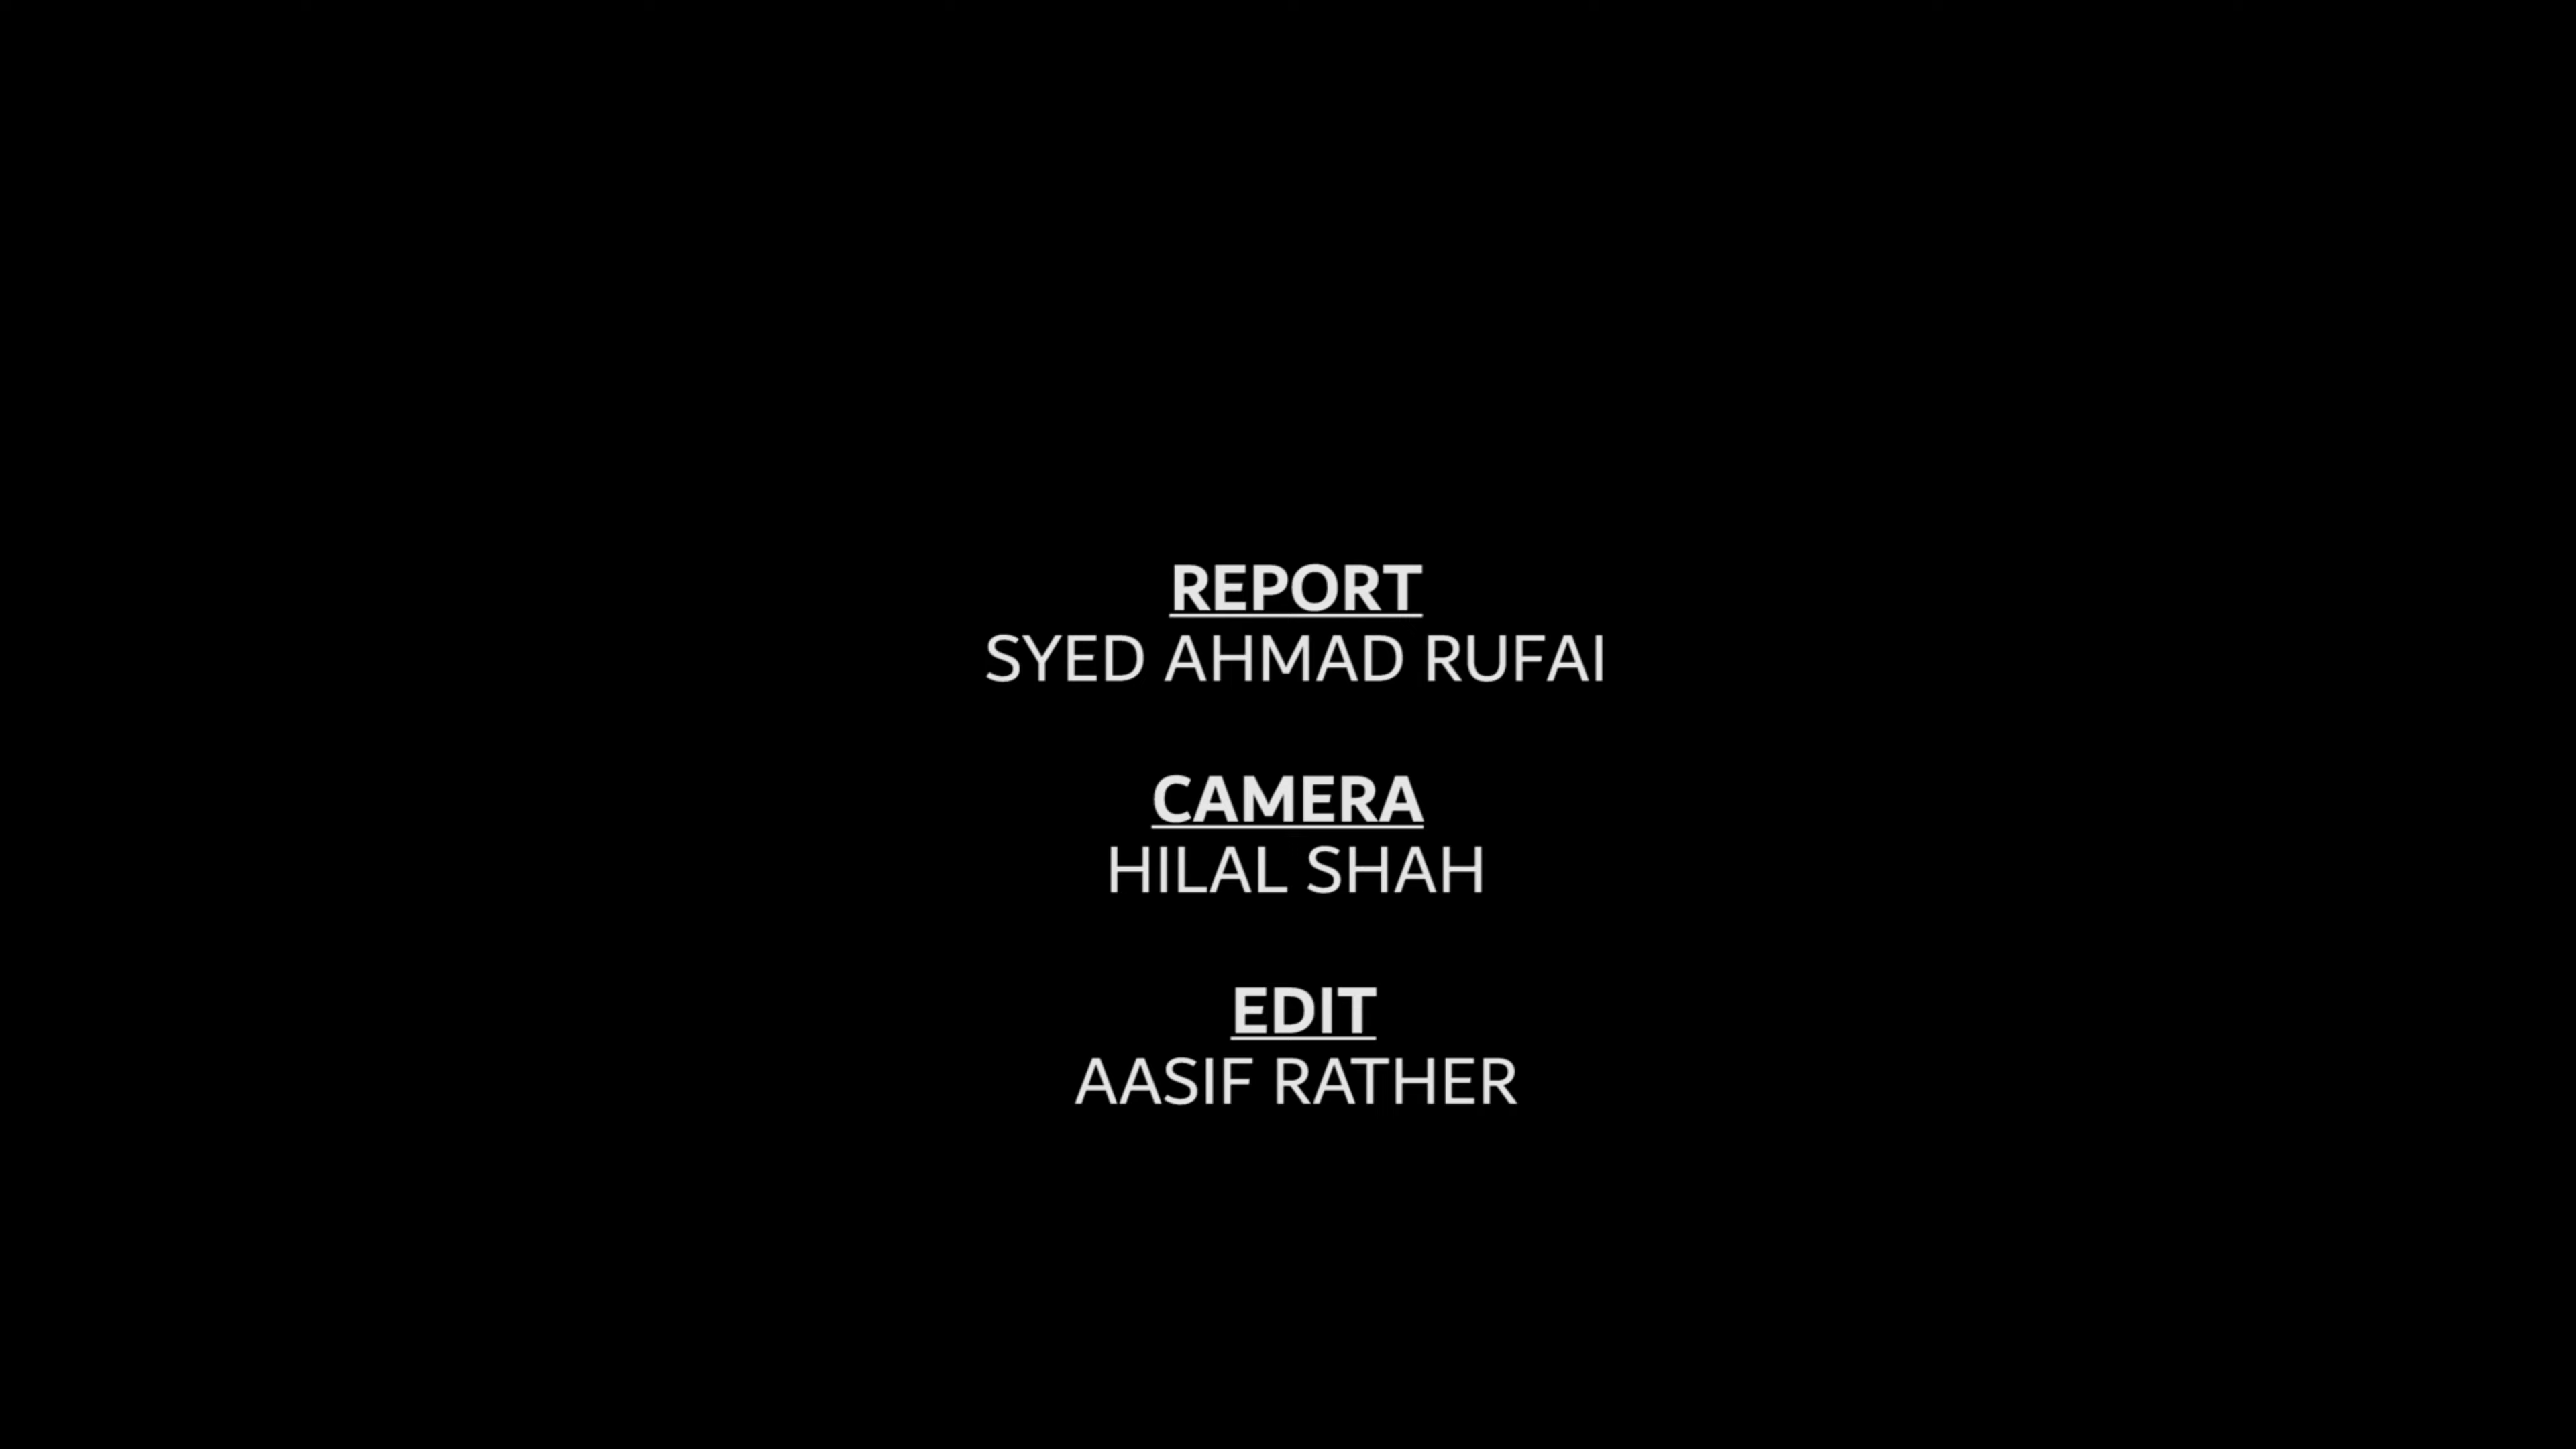 REPORT
SYED AHMAD RUFAI
CAMERA
HILAL SHAH
EDIT
AASIF RATHER